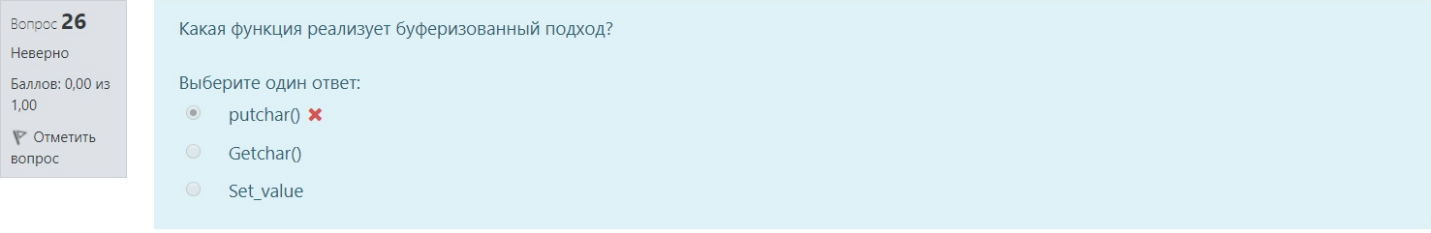 Вопрос 26
Неверно
Баллов: 0,00 из
1,00
Отметить
вопрос
Какая функция реализует буферизованный подход?
Выберите один ответ:
putchar()
Getchar()
Set_value